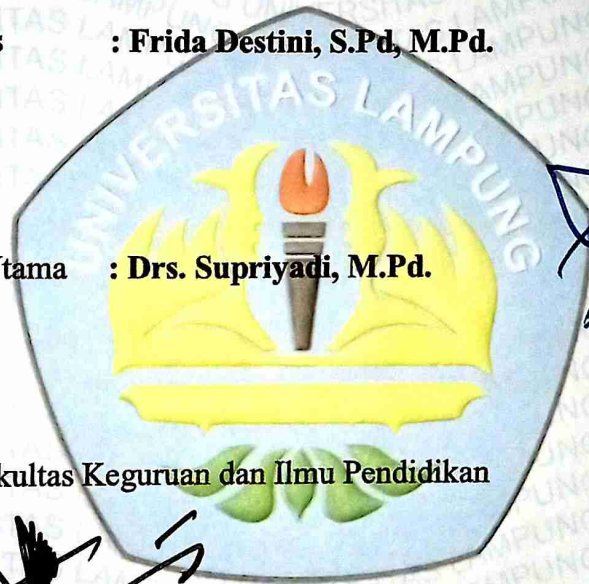 s : Frida Destini, S.Pd, M.Pd.
UNIVERSITAS LAMPUNG
tama : Drs. Supriyadi, M.Pd.
kultas Keguruan dan Ilmu Pendidikan